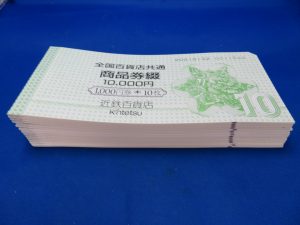 全国百貨店共通
商品券綴
10,000円
1,000円券＊10枚
近鉄百貨店
Kintetsu
10